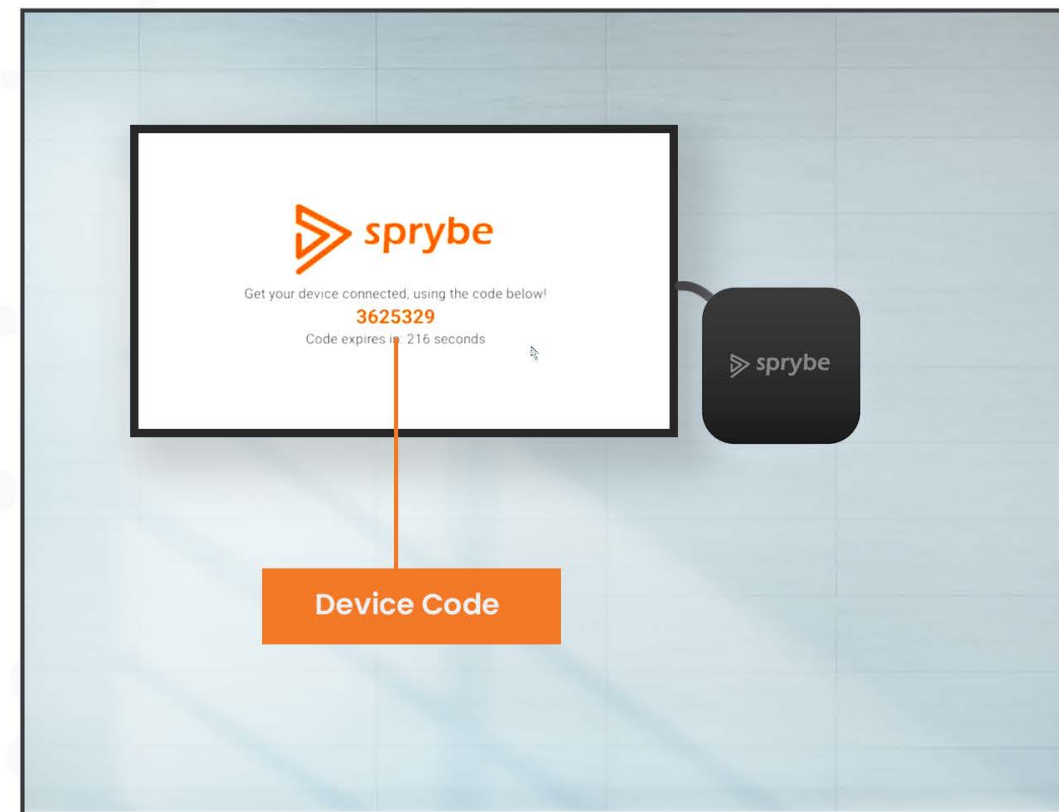 sprybe
Get your device connected, using the code below!
3625329
Code expires in: 216 seconds
sprybe
Device Code